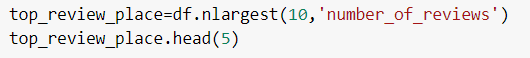 top_review_place=df.nlargest(10,'number_of_reviews')
top_review_place.head(5)